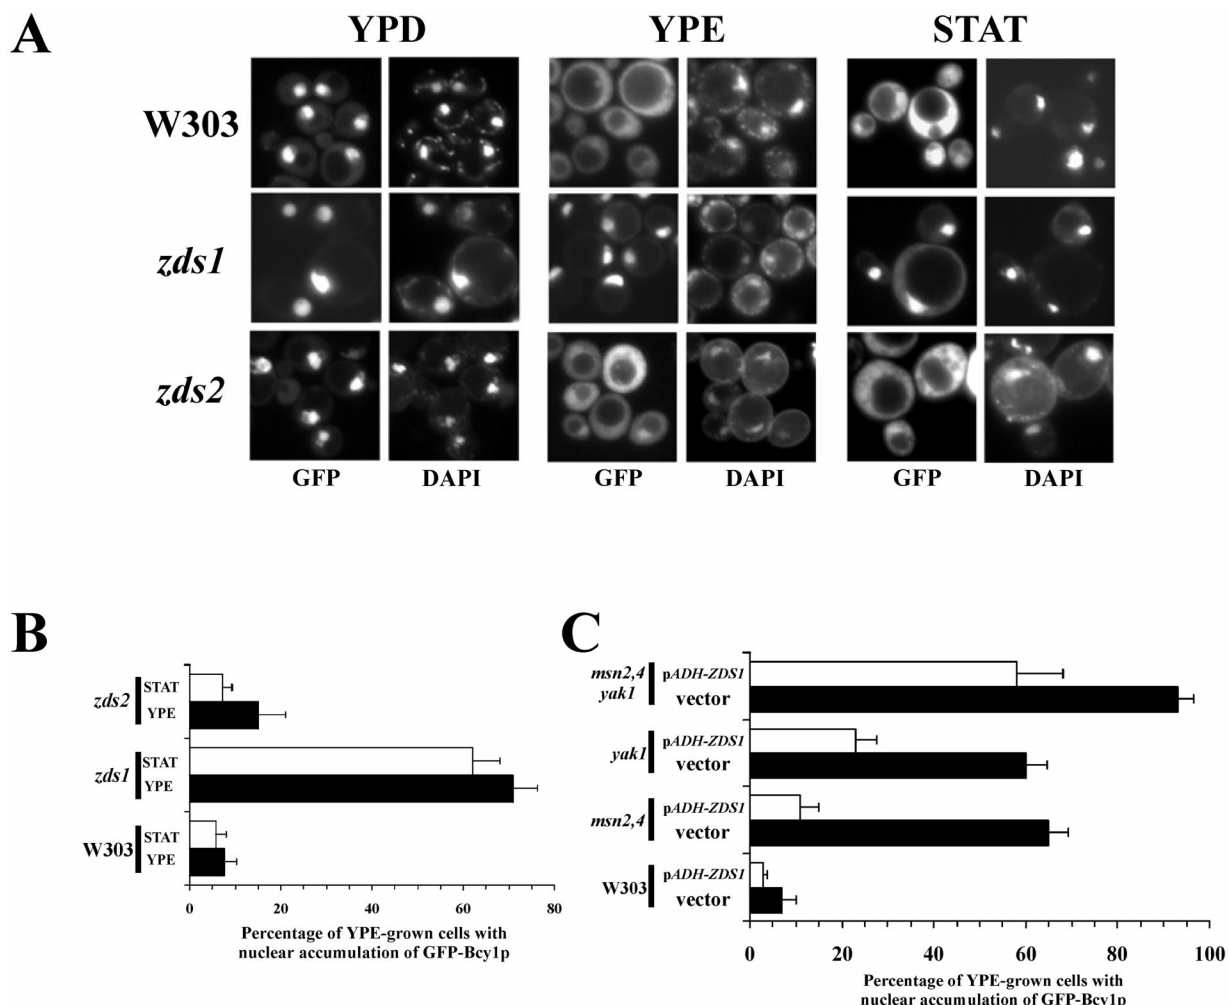 A
YPD YPE STAT
W303
zds1
zds2
GFP DAPI GFP DAPI GFP DAPI
B
zds2 STAT
YPE
zds1 STAT
YPE
W303 STAT
YPE
0 20 40 60 80
Percentage of YPE-grown cells with
nuclear accumulation of GFP-Bcy1p
C
msn2,4 pADH-ZDS1
yak1 vector
yak1 pADH-ZDS1
vector
msn2,4 pADH-ZDS1
vector
W303 pADH-ZDS1
vector
0 20 40 60 80 100
Percentage of YPE-grown cells with
nuclear accumulation of GFP-Bcy1p